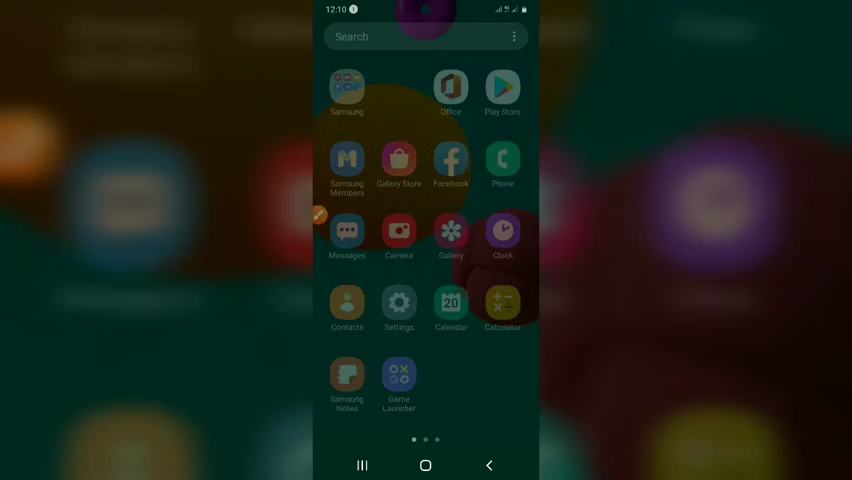 12:10
Search
Samsung
Office
Play Store
Samsung
Members
Galaxy Store
Facebook
Phone
Messages
Camera
Gallery
Clock
Contacts
Settings
20
Calendar
Calculator
Samsung
Notes
Game
Launcher